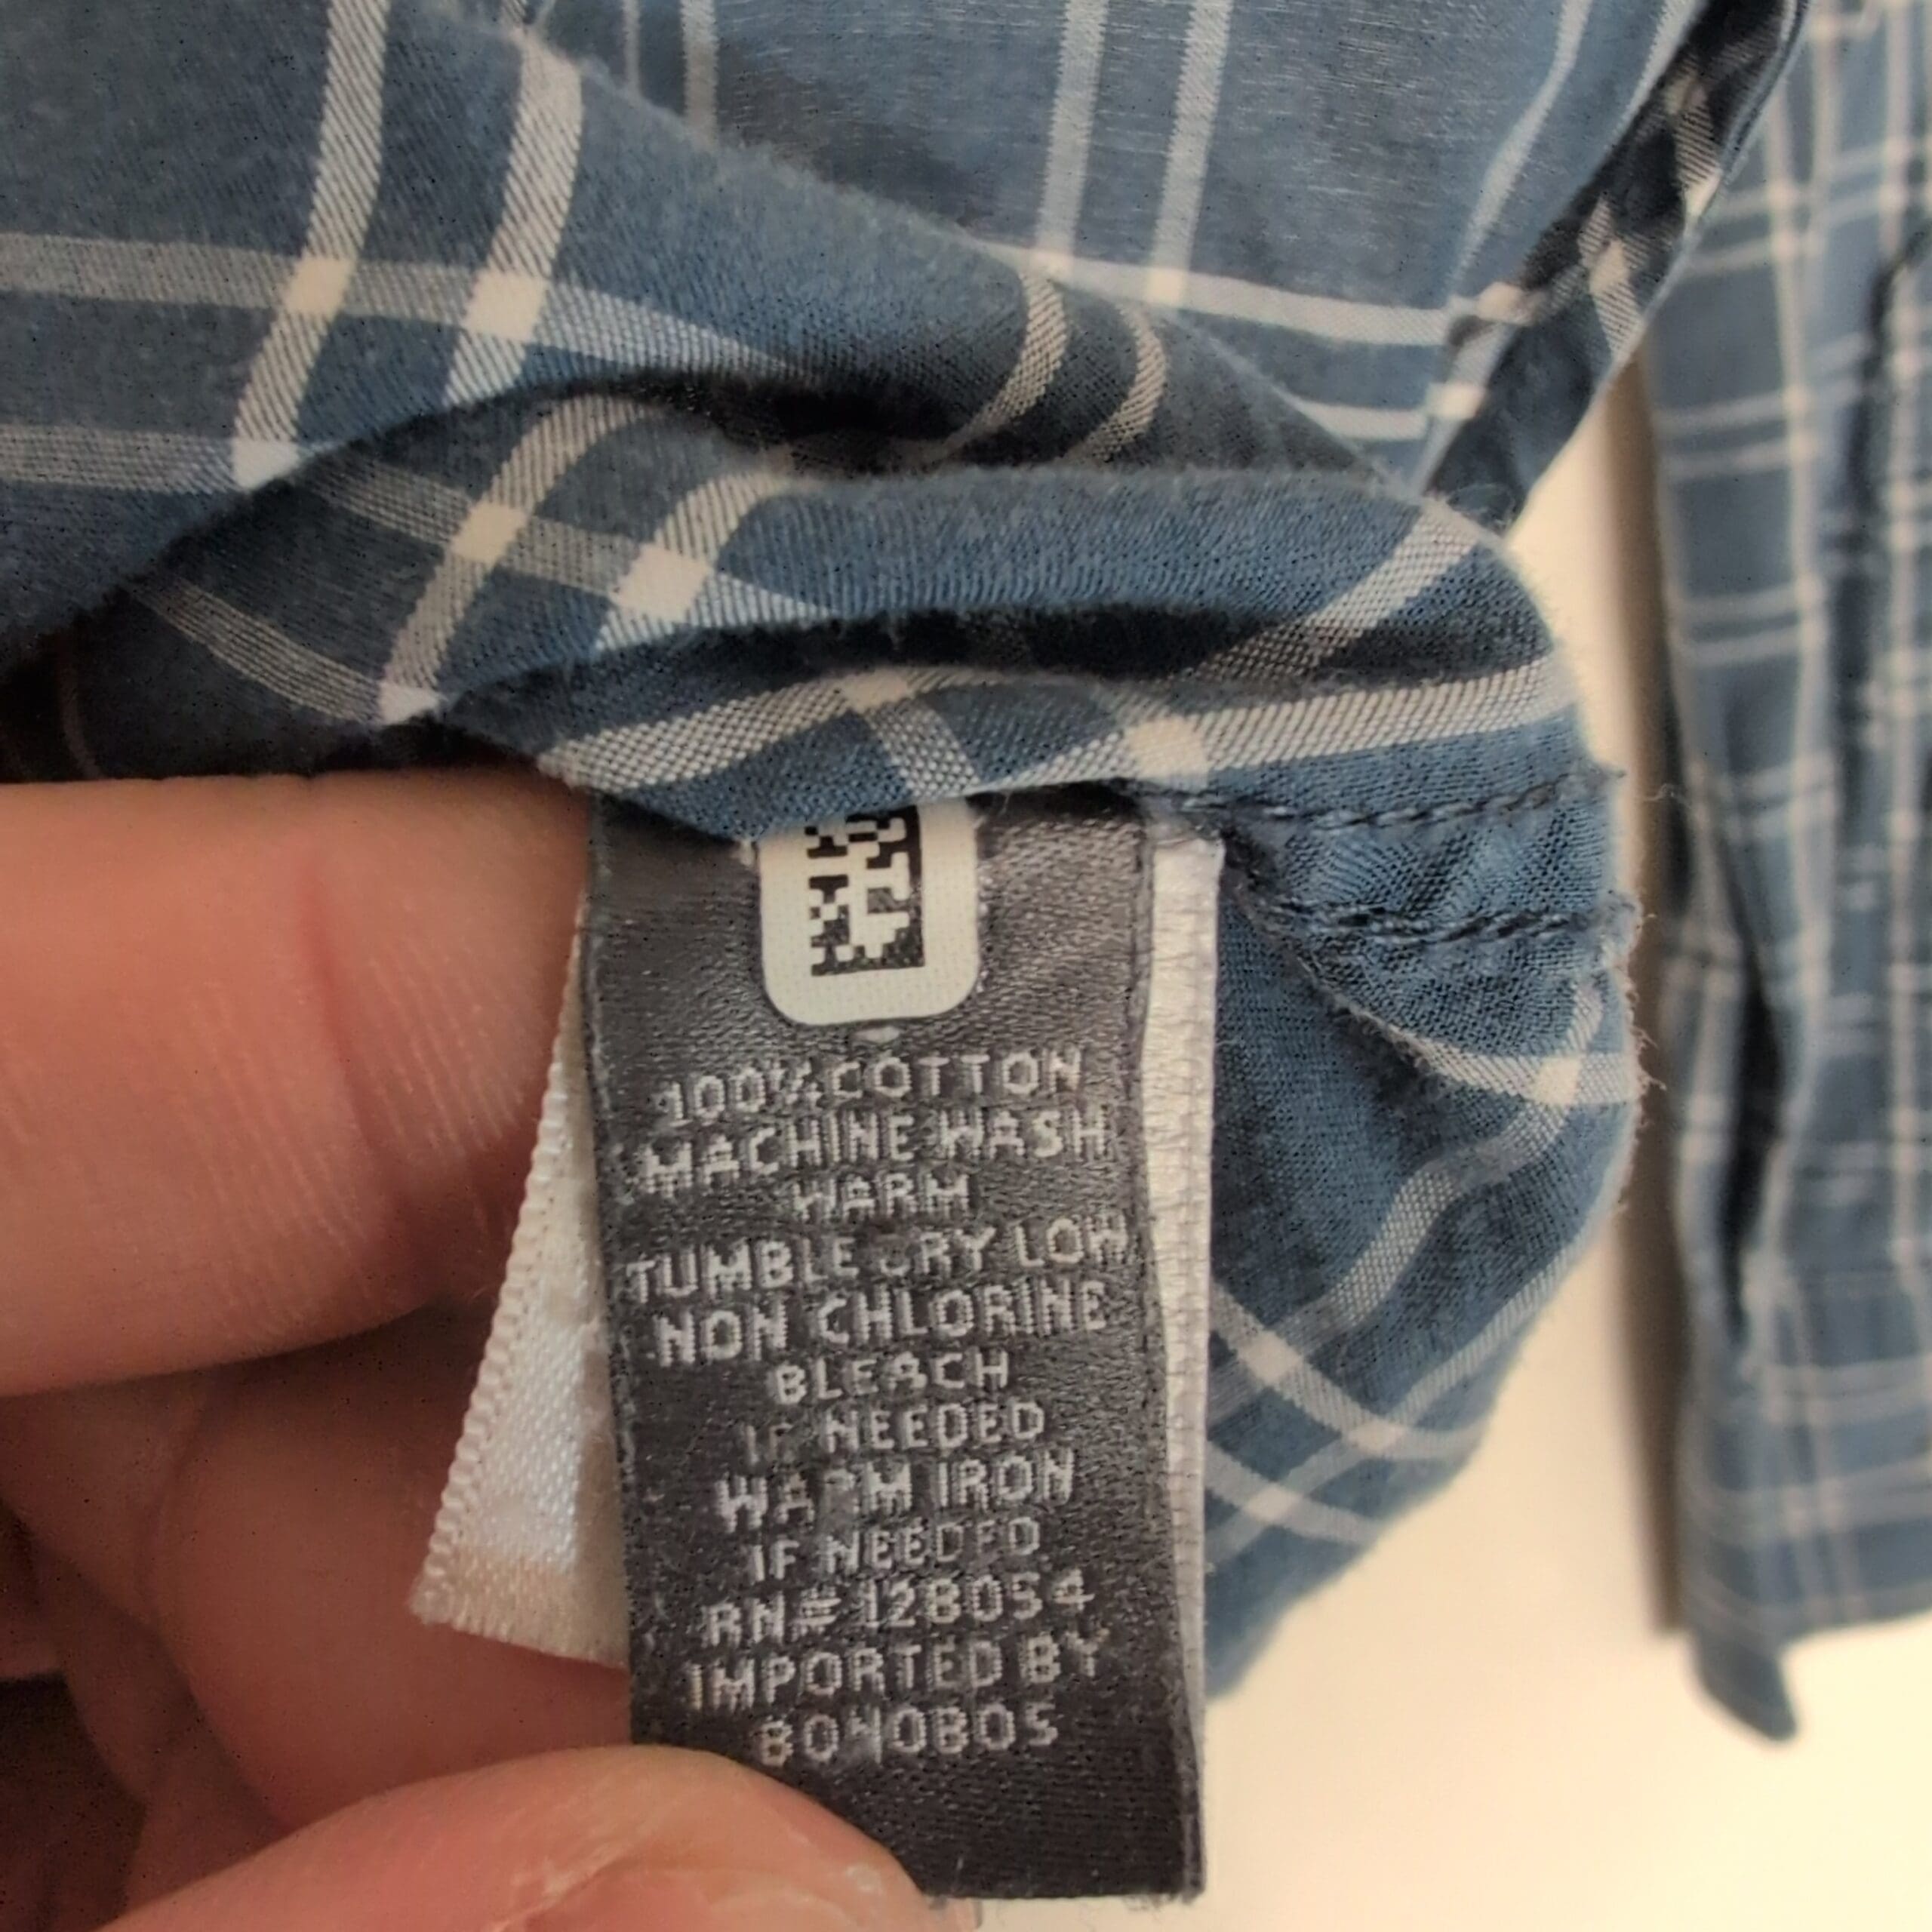 100% COTTON
MACHINE WASH
WARM
TUMBLE DRY LOW
NON CHLORINE
BLEACH
IF NEEDED
WARM IRON
IF NEEDED
RN# 128054
IMPORTED BY